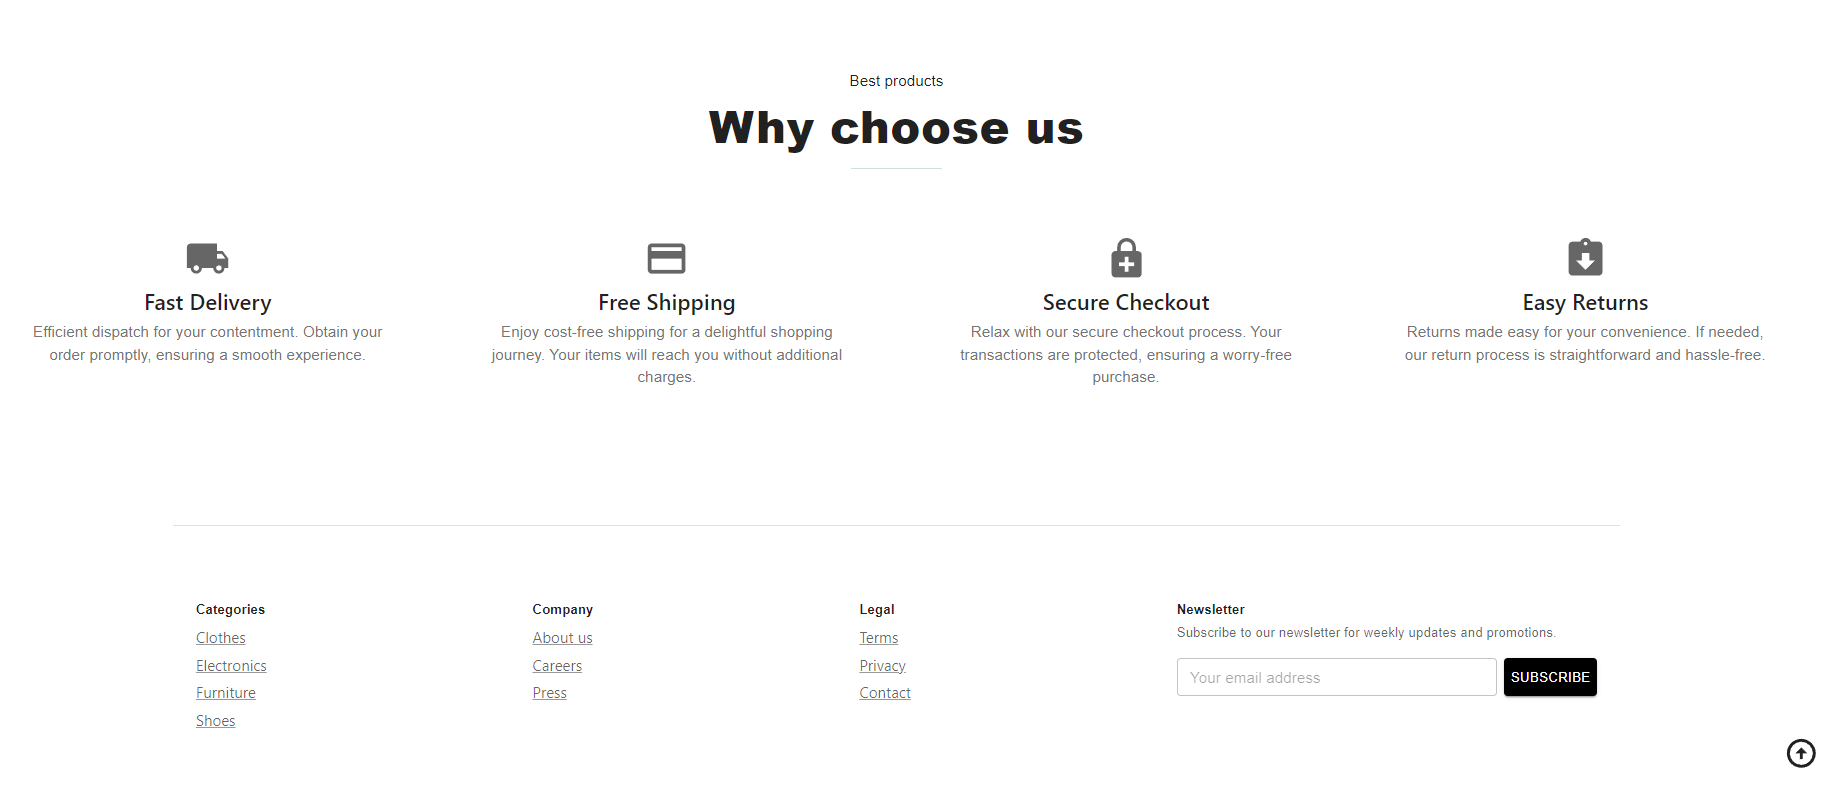 Best products
Why choose us
Fast Delivery
Efficient dispatch for your contentment. Obtain your
order promptly, ensuring a smooth experience.
Free Shipping
Enjoy cost-free shipping for a delightful shopping
journey. Your items will reach you without additional
charges.
Secure Checkout
Relax with our secure checkout process. Your
transactions are protected, ensuring a worry-free
purchase.
Easy Returns
Returns made easy for your convenience. If needed,
our return process is straightforward and hassle-free.
Categories
Clothes
Electronics
Furniture
Shoes
Company
About us
Careers
Press
Legal
Terms
Privacy
Contact
Newsletter
Subscribe to our newsletter for weekly updates and promotions.
Your email address
SUBSCRIBE